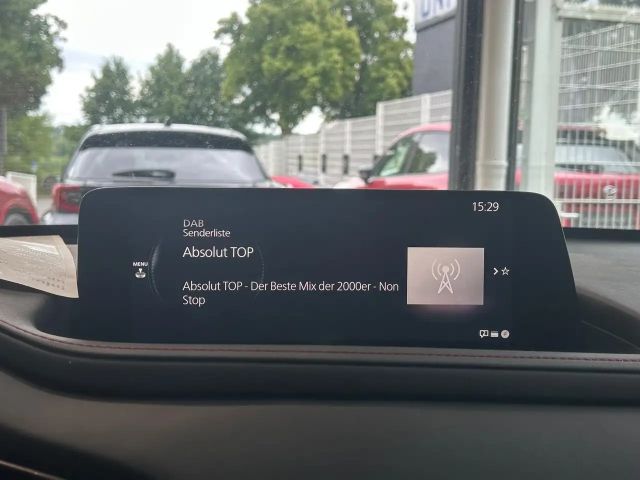 15:29
DAB
Senderliste
Absolut TOP
MENU
Absolut TOP - Der Beste Mix der 2000er - Non
Stop